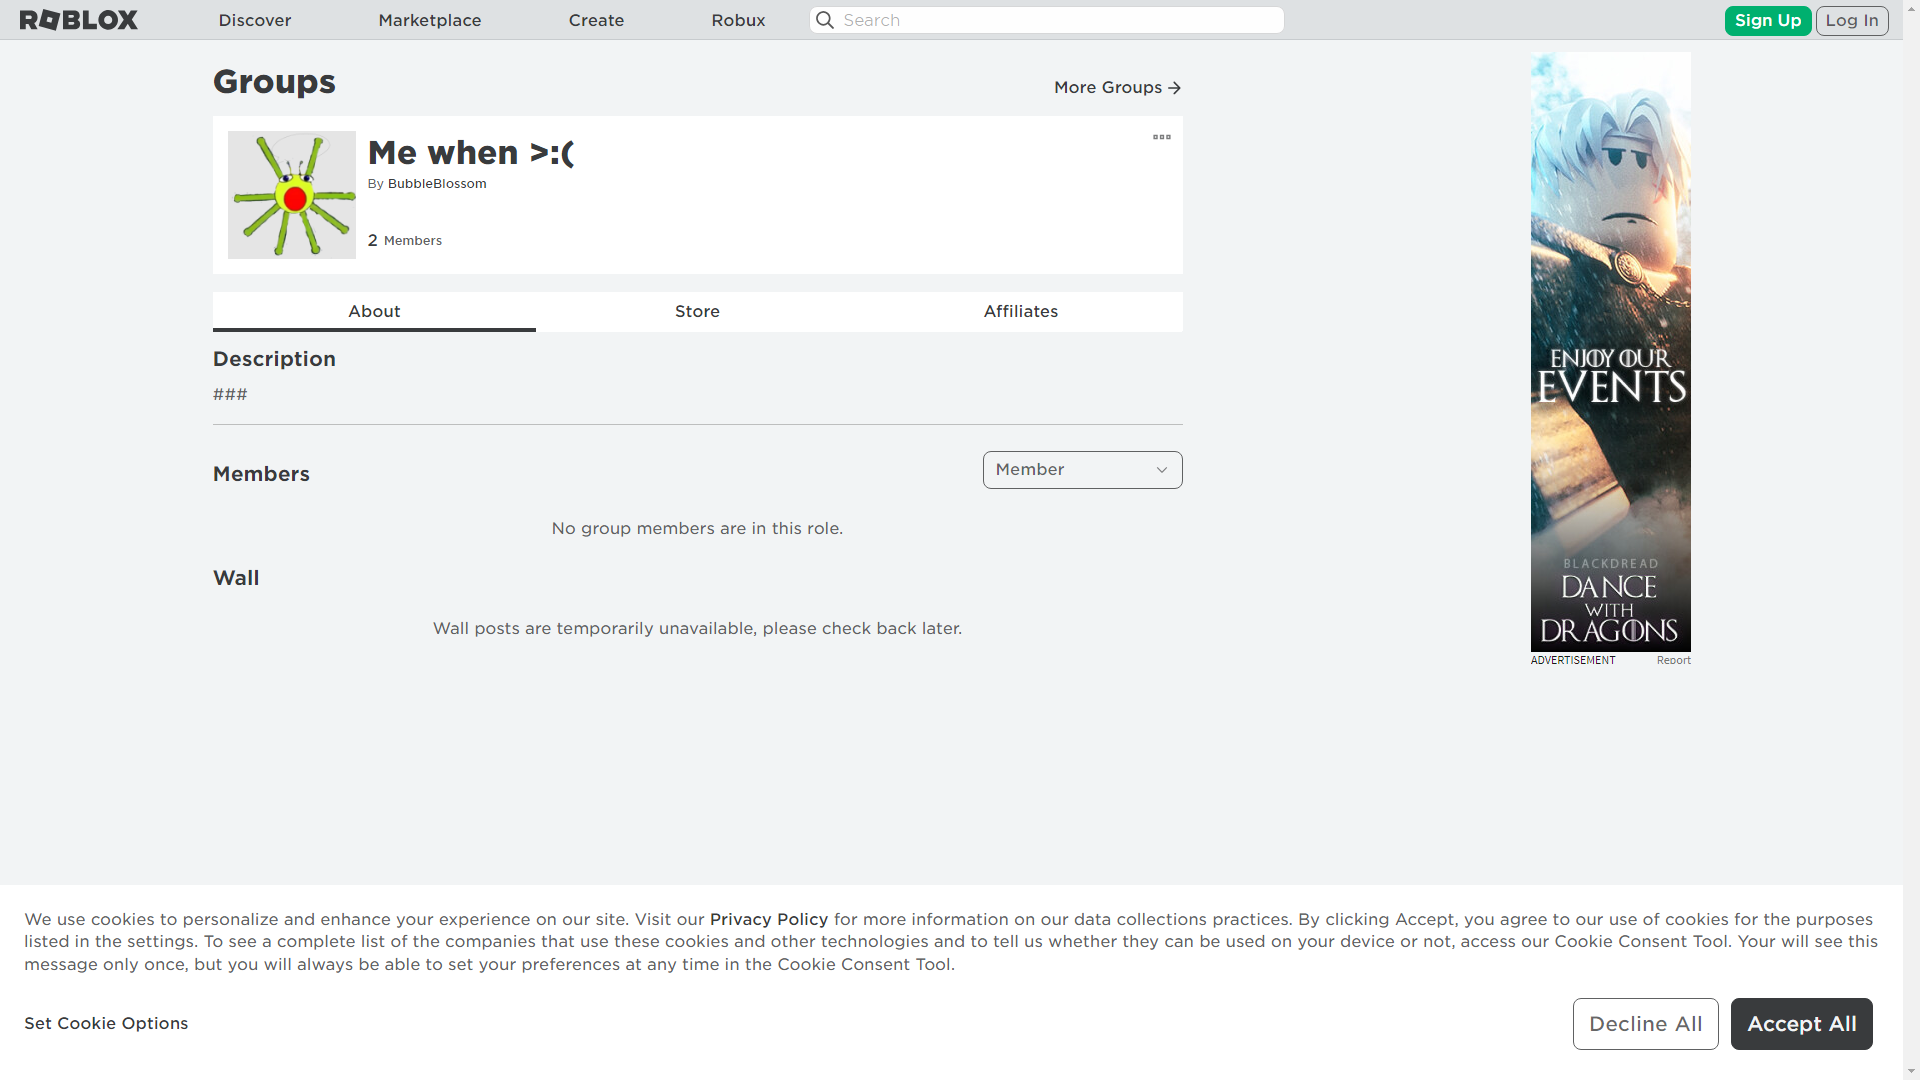 ROBLOX
Discover
Marketplace
Create
Robux
Search
Sign Up
Log In
Groups
More Groups
Me when >:(
By BubbleBlossom
2 Members
About
Store
Affiliates
Description
###
Members
Member
No group members are in this role.
Wall
Wall posts are temporarily unavailable, please check back later.
ENJOY OUR
EVENTS
BLACKDREAD
DANCE
WITH
DRAGONS
ADVERTISEMENT
Report
We use cookies to personalize and enhance your experience on our site. Visit our Privacy Policy for more information on our data collections practices. By clicking Accept, you agree to our use of cookies for the purposes
listed in the settings. To see a complete list of the companies that use these cookies and other technologies and to tell us whether they can be used on your device or not, access our Cookie Consent Tool. Your will see this
message only once, but you will always be able to set your preferences at any time in the Cookie Consent Tool.
Set Cookie Options
Decline All
Accept All